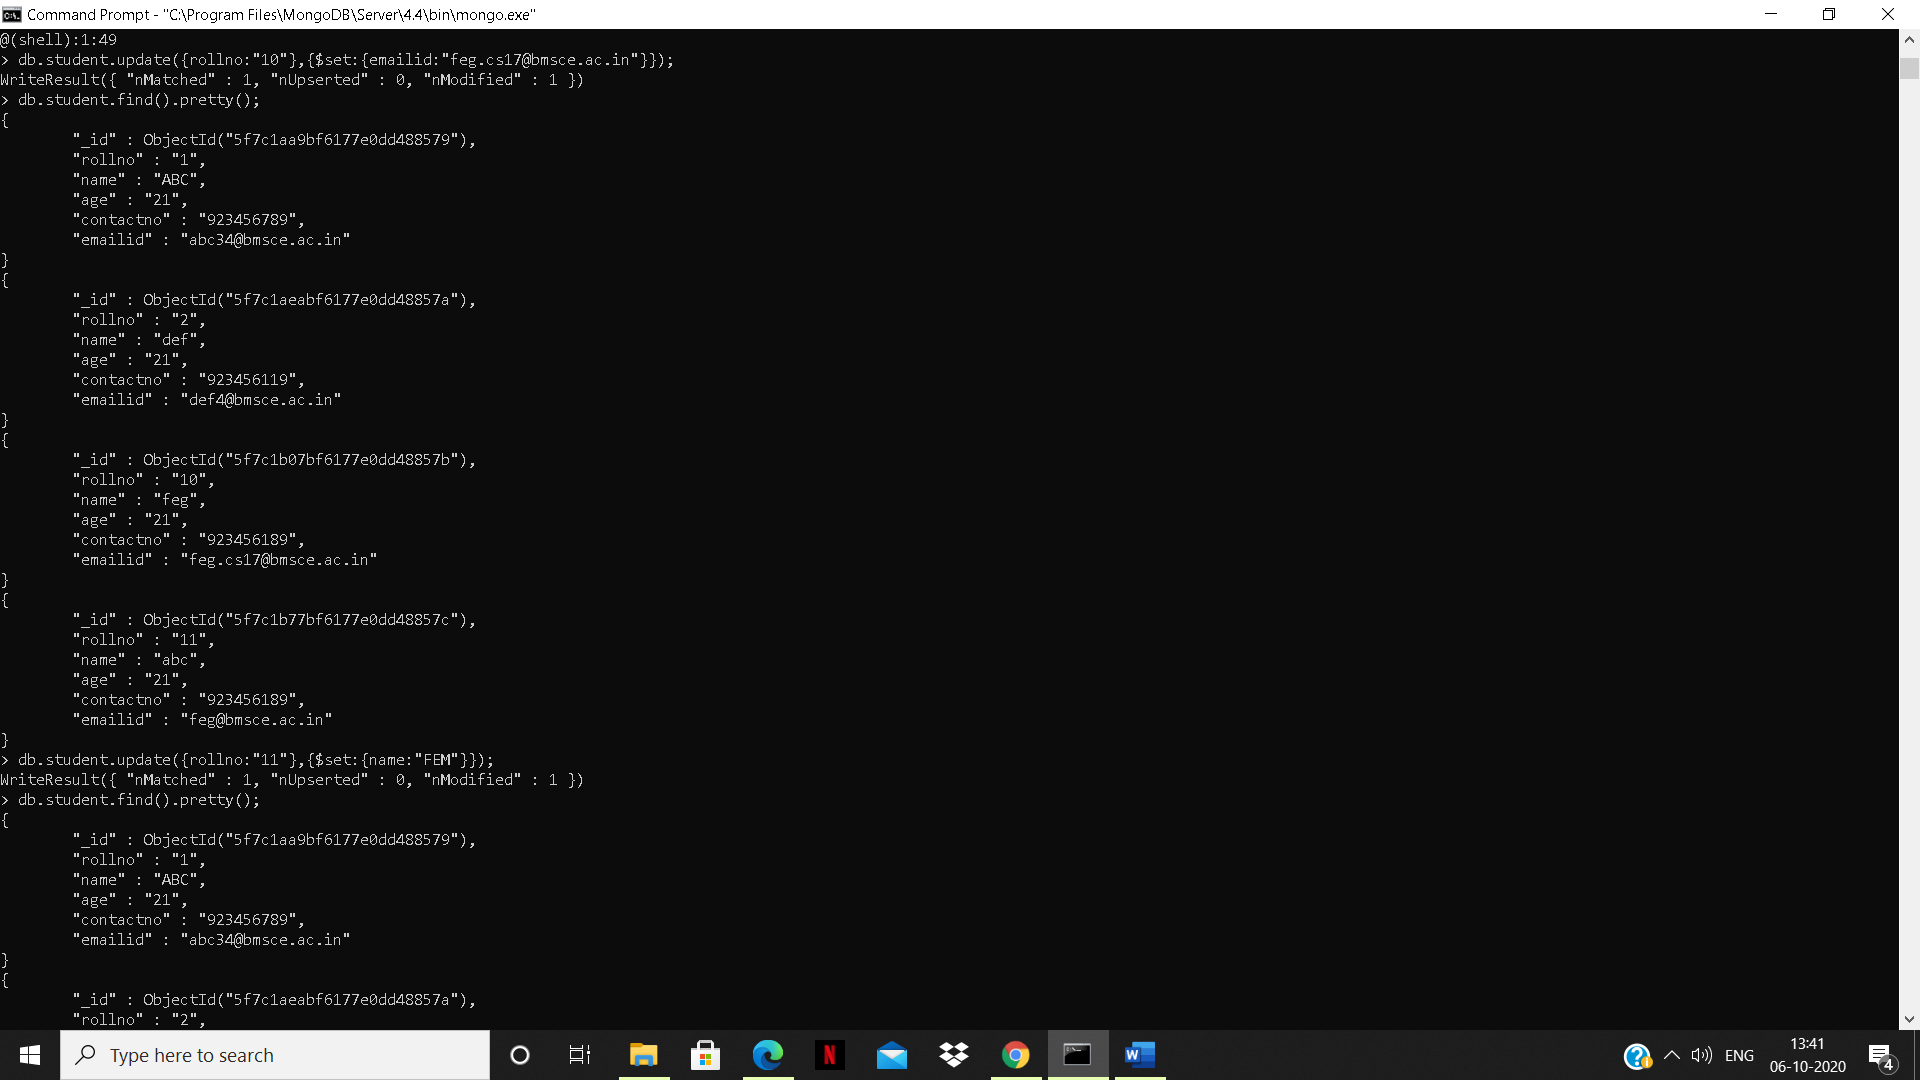 Command Prompt - "C:\Program Files\MongoDB\Server\4.4\bin\mongo.exe"
@(shell):1:49
> db.student.update({rollno:"10"},{$set:{emailid:"feg.cs17@bmsce.ac.in"}});
WriteResult({ "nMatched" : 1, "nUpserted" : 0, "nModified" : 1 })
> db.student.find().pretty();
{
        "_id" : ObjectId("5f7c1aa9bf6177e0dd488579"),
        "rollno" : "1",
        "name" : "ABC",
        "age" : "21",
        "contactno" : "923456789",
        "emailid" : "abc34@bmsce.ac.in"
}
{
        "_id" : ObjectId("5f7c1aeabf6177e0dd48857a"),
        "rollno" : "2",
        "name" : "def",
        "age" : "21",
        "contactno" : "923456119",
        "emailid" : "def4@bmsce.ac.in"
}
{
        "_id" : ObjectId("5f7c1b07bf6177e0dd48857b"),
        "rollno" : "10",
        "name" : "feg",
        "age" : "21",
        "contactno" : "923456189",
        "emailid" : "feg.cs17@bmsce.ac.in"
}
{
        "_id" : ObjectId("5f7c1b77bf6177e0dd48857c"),
        "rollno" : "11",
        "name" : "abc",
        "age" : "21",
        "contactno" : "923456189",
        "emailid" : "feg@bmsce.ac.in"
}
> db.student.update({rollno:"11"},{$set:{name:"FEM"}});
WriteResult({ "nMatched" : 1, "nUpserted" : 0, "nModified" : 1 })
> db.student.find().pretty();
{
        "_id" : ObjectId("5f7c1aa9bf6177e0dd488579"),
        "rollno" : "1",
        "name" : "ABC",
        "age" : "21",
        "contactno" : "923456789",
        "emailid" : "abc34@bmsce.ac.in"
}
{
        "_id" : ObjectId("5f7c1aeabf6177e0dd48857a"),
        "rollno" : "2",
Type here to search
N
W
ENG
13:41
06-10-2020
4